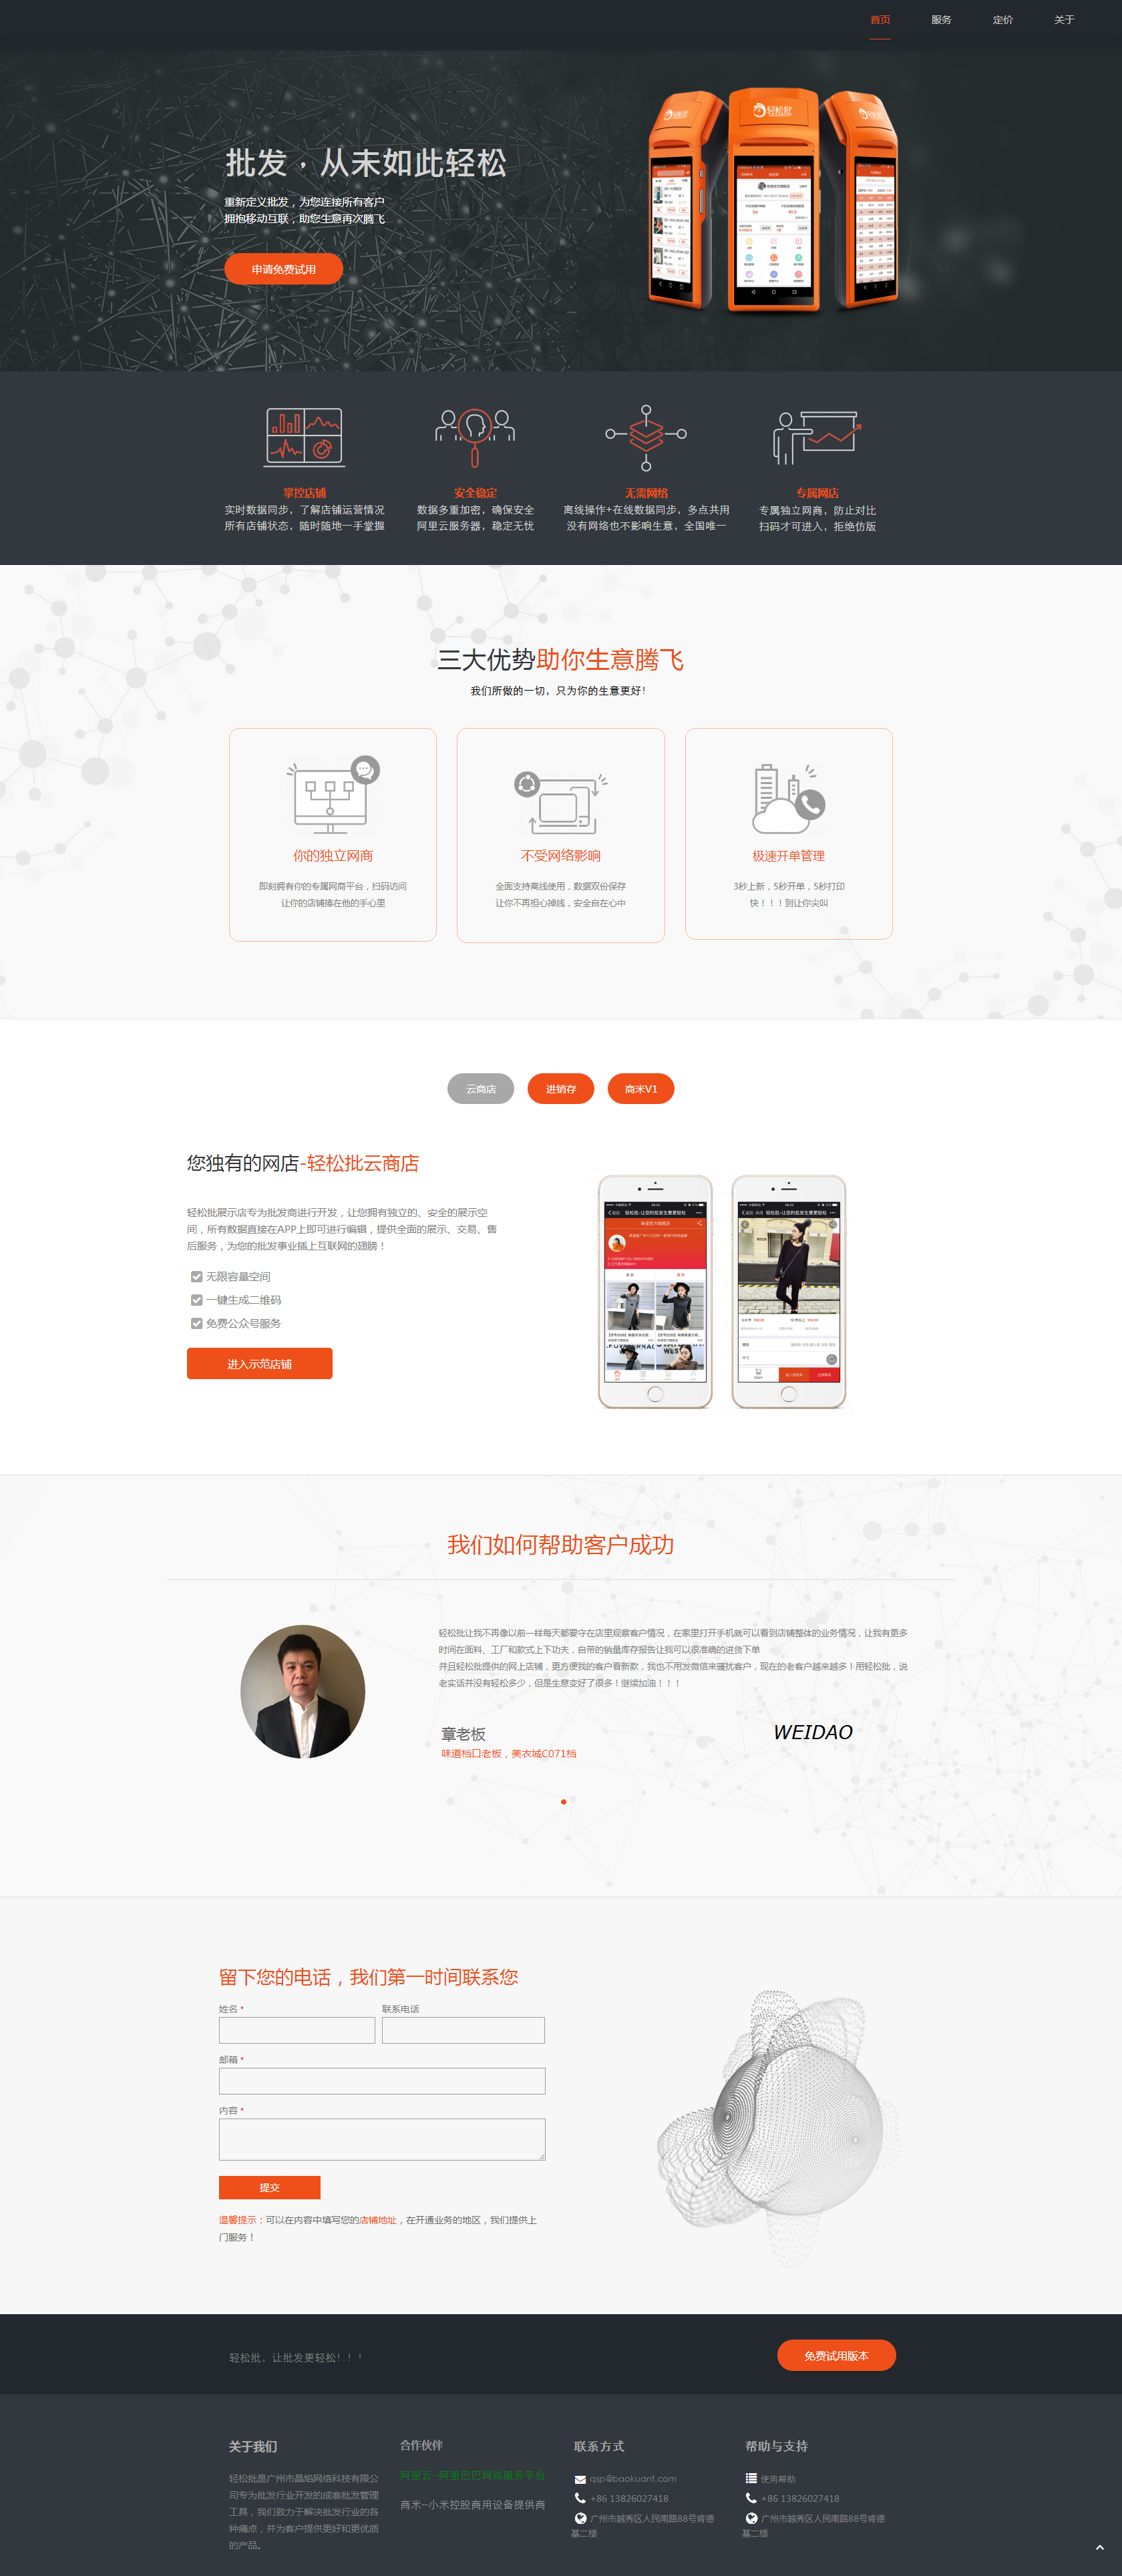 首页 服务 定价 关于
轻松批
批发·从未如此轻松
重新定义批发，为您连接所有客户
拥抱移动互联，助您生意再次腾飞
申请免费试用
掌控店铺
实时数据同步，了解店铺运营情况
所有店铺状态，随时随地一手掌握
安全稳定
数据多重加密，确保安全
阿里云服务器，稳定无忧
无需网络
离线操作+在线数据同步，多点共用
没有网络也不影响生意，全国唯一
专属网店
专属独立网商，防止对比
扫码才可进入，拒绝仿版
三大优势助你生意腾飞
我们所做的一切，只为你的生意更好！
你的独立网商
即刻拥有你的专属网商平台，扫码访问
让你的店铺捧在他的手心里
不受网络影响
全面支持离线使用，数据双份保存
让你不再担心掉线，安全自在心中
极速开单管理
3秒上新，5秒开单，5秒打印
快！！！到让你尖叫
云商店 进销存 商米V1
您独有的网店-轻松批云商店
轻松批展示店专为批发商进行开发，让您拥有独立的、安全的展示空
间，所有数据直接在APP上即可进行编辑，提供全面的展示、交易、售
后服务，为您的批发事业插上互联网的翅膀！
无限容量空间
一键生成二维码
免费公众号服务
进入示范店铺
我们如何帮助客户成功
轻松批让我不再像以前一样每天都要守在店里观察客户情况，在家里打开手机就可以看到店铺整体的业务情况，让我有更多
时间在面料、工厂和款式上下功夫，自带的销量库存报告让我可以很准确的进货下单
并且轻松批提供的网上店铺，更方便我的客户看新款，我也不用发微信来骚扰客户，现在的老客户越来越多！用轻松批，说
老实话并没有轻松多少，但是生意变好了很多！继续加油！！！
章老板
味道档口老板，美衣城C071档
WEIDAO
留下您的电话，我们第一时间联系您
姓名 * 联系电话
邮箱 *
内容 *
提交
温馨提示：可以在内容中填写您的店铺地址，在开通业务的地区，我们提供上
门服务！
轻松批，让批发更轻松！！！
免费试用版本
关于我们
轻松批是广州市晶焰网络科技有限公
司专为批发行业开发的成套批发管理
工具，我们致力于解决批发行业的各
种痛点，并为客户提供更好和更优质
的产品。
合作伙伴
阿里云--阿里巴巴网络服务平台
商米--小米控股商用设备提供商
联系方式
qsp@baokuant.com
+86 13826027418
广州市越秀区人民南路88号肯德
基二楼
帮助与支持
使用帮助
+86 13826027418
广州市越秀区人民南路88号肯德
基二楼